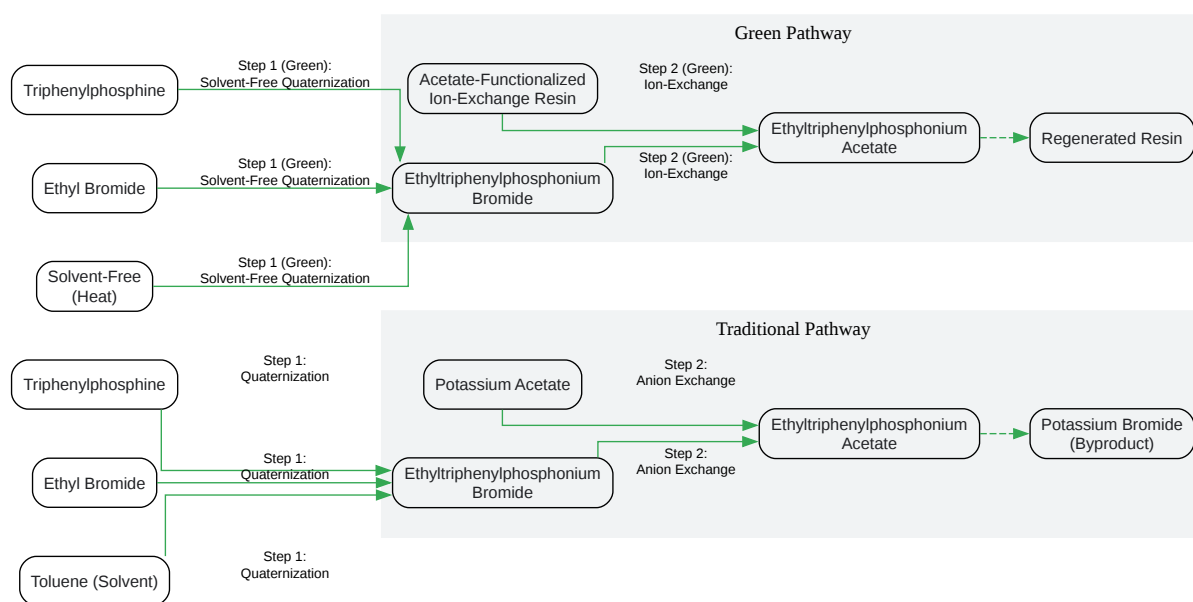 Green Pathway
Step 1 (Green):
Solvent-Free Quaternization
Triphenylphosphine
Acetate-Functionalized
Ion-Exchange Resin
Step 2 (Green):
Ion-Exchange
Ethyltriphenylphosphonium
Acetate
Regenerated Resin
Step 1 (Green):
Solvent-Free Quaternization
Ethyl Bromide
Ethyltriphenylphosphonium
Bromide
Step 2 (Green):
Ion-Exchange
Step 1 (Green):
Solvent-Free Quaternization
Solvent-Free
(Heat)
Traditional Pathway
Step 1:
Quaternization
Triphenylphosphine
Potassium Acetate
Step 2:
Anion Exchange
Ethyltriphenylphosphonium
Acetate
Potassium Bromide
(Byproduct)
Step 1:
Quaternization
Ethyl Bromide
Ethyltriphenylphosphonium
Bromide
Step 2:
Anion Exchange
Step 1:
Quaternization
Toluene (Solvent)